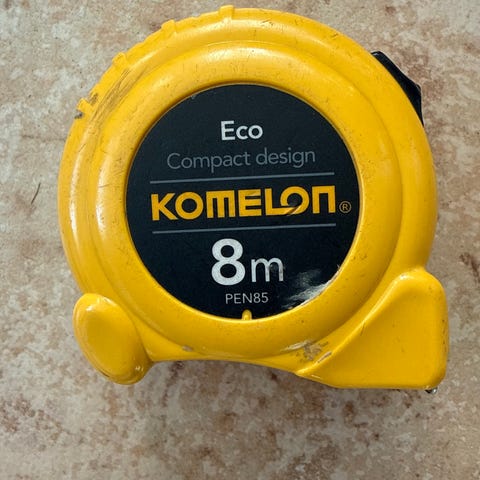 Eco
Compact design
KOMELON®
8m
PEN85